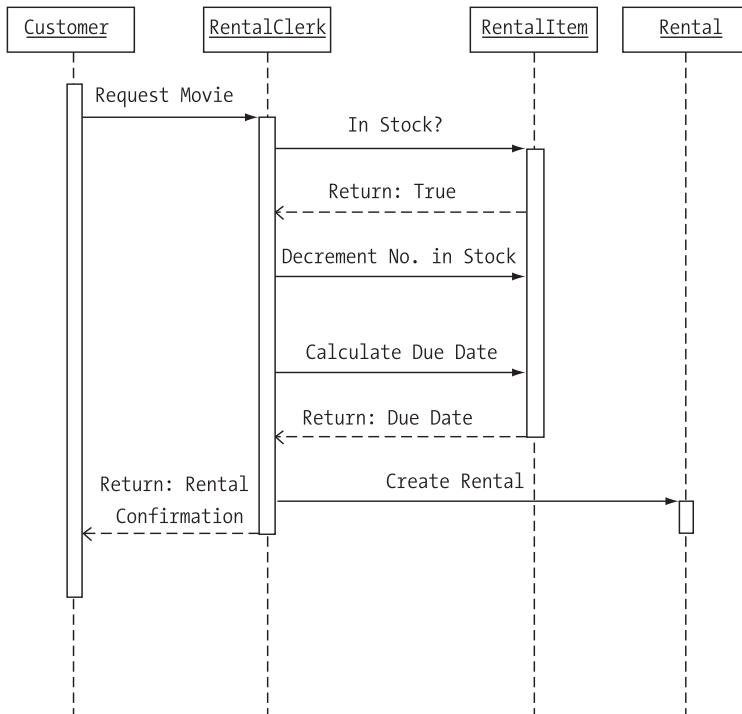 Customer
RentalClerk
RentalItem
Rental
Request Movie
In Stock?
Return: True
Decrement No. in Stock
Calculate Due Date
Return: Due Date
Create Rental
Return: Rental
Confirmation